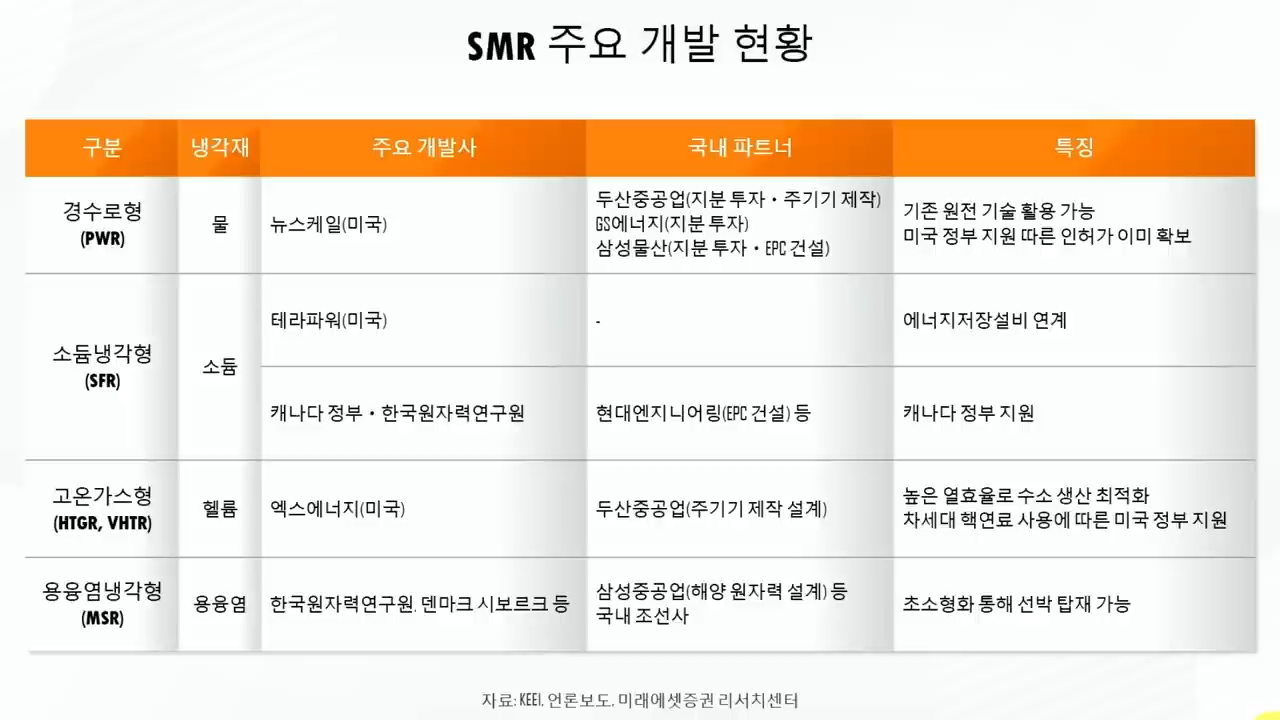 SMR 주요 개발 현황
구분 냉각재 주요 개발사 국내 파트너 특징
경수로형
(PWR)
물
뉴스케일(미국)
두산중공업(지분 투자·주기기 제작)
GS에너지(지분 투자)
삼성물산(지분 투자·EPC 건설)
기존 원전 기술 활용 가능
미국 정부 지원 따른 인허가 이미 확보
소듐냉각형
(SFR)
소듐
테라파워(미국)
-
에너지저장설비 연계
캐나다 정부·한국원자력연구원
현대엔지니어링(EPC 건설) 등
캐나다 정부 지원
고온가스형
(HTGR, VHTR)
헬륨
엑스에너지(미국)
두산중공업(주기기 제작 설계)
높은 열효율로 수소 생산 최적화
차세대 핵연료 사용에 따른 미국 정부 지원
용융염냉각형
(MSR)
용융염
한국원자력연구원, 덴마크 시보르크 등
삼성중공업(해양 원자력 설계) 등
국내 조선사
초소형화 통해 선박 탑재 가능
자료: KEEI, 언론보도, 미래에셋증권 리서치센터